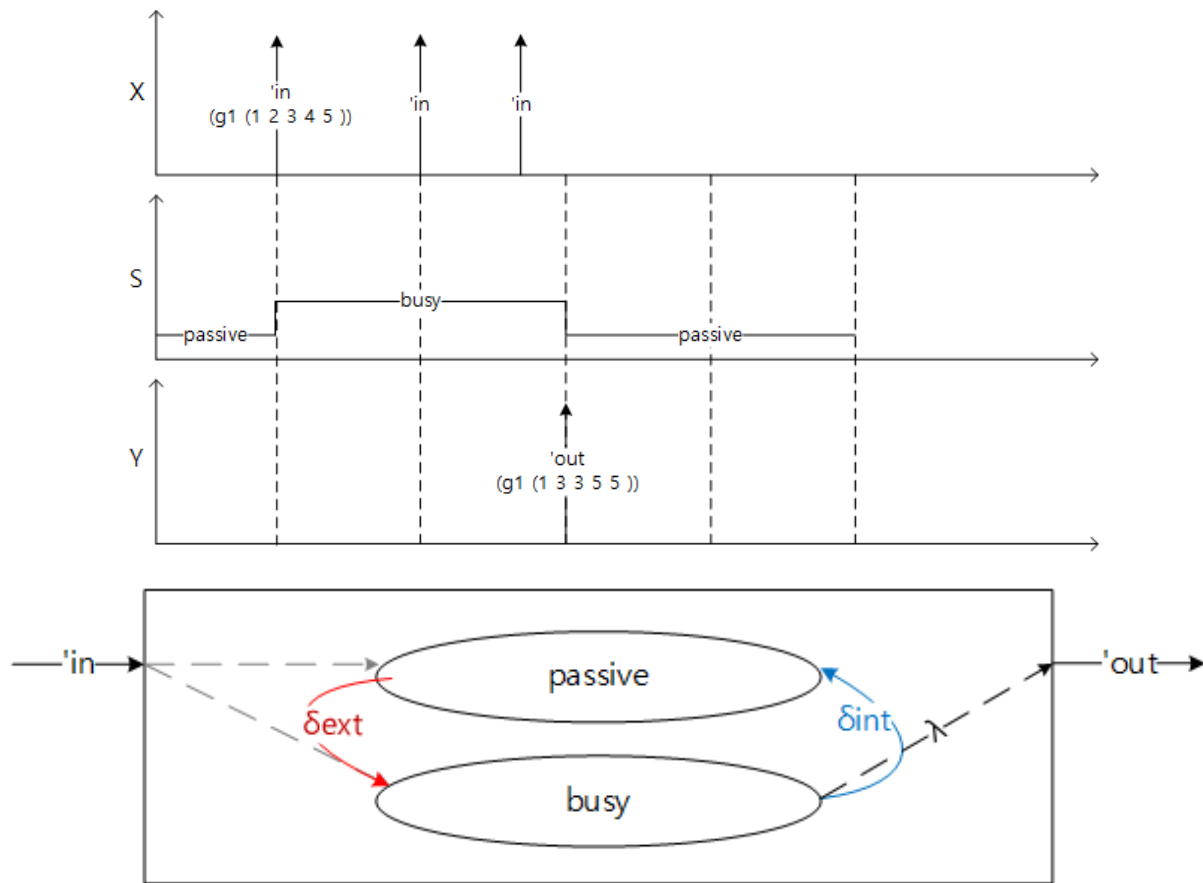 X
'in
(g1 (1 2 3 4 5 ))
'in
'in
S
busy
passive
passive
Y
'out
(g1 (1 3 3 5 5 ))
'in
passive
'out
δext
δint
λ
busy